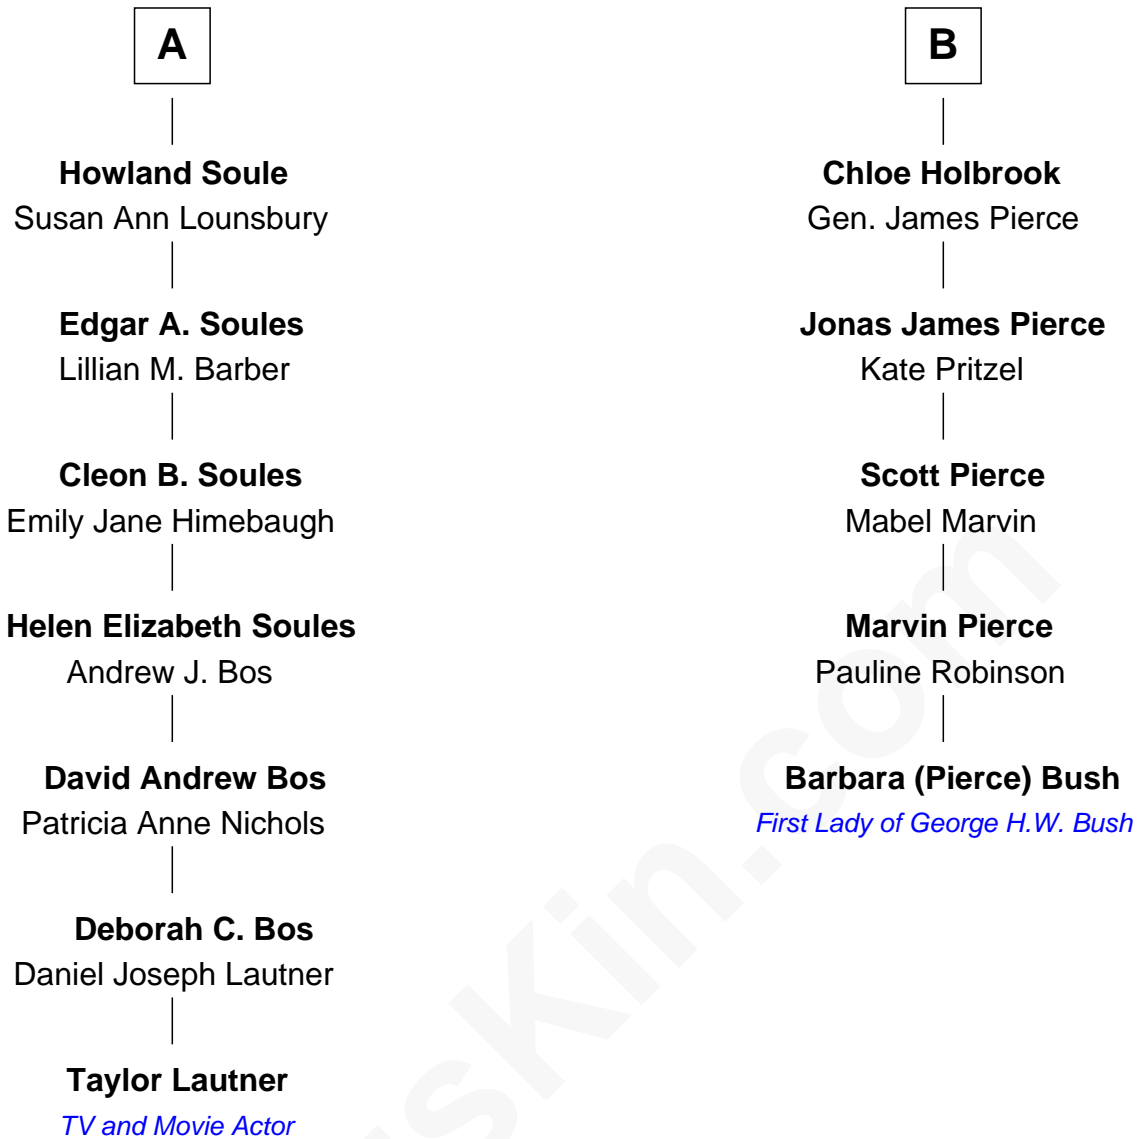 A
Howland Soule
Susan Ann Lounsbury
Edgar A. Soules
Lillian M. Barber
Cleon B. Soules
Emily Jane Himebaugh
Helen Elizabeth Soules
Andrew J. Bos
David Andrew Bos
Patricia Anne Nichols
Deborah C. Bos
Daniel Joseph Lautner
Taylor Lautner
TV and Movie Actor
B
Chloe Holbrook
Gen. James Pierce
Jonas James Pierce
Kate Pritzel
Scott Pierce
Mabel Marvin
Marvin Pierce
Pauline Robinson
Barbara (Pierce) Bush
First Lady of George H.W. Bush
sKin.com